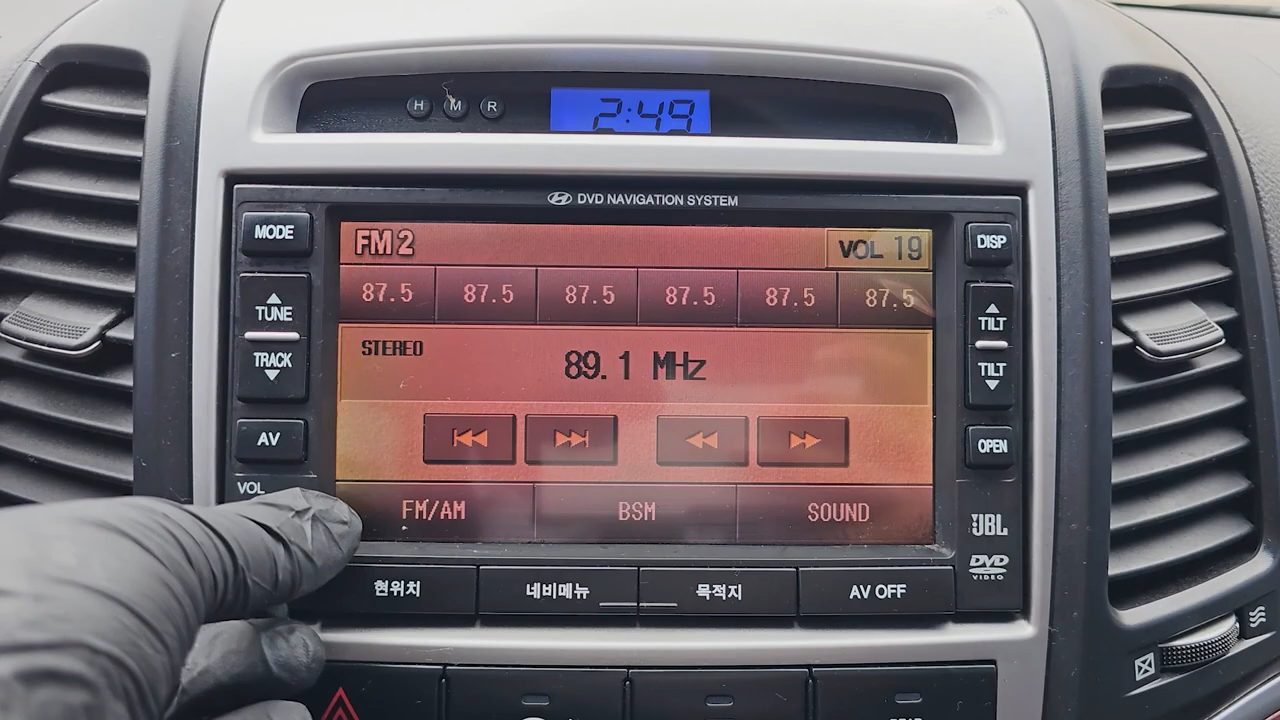 H M R
2:49
DVD NAVIGATION SYSTEM
MODE
FM2
VOL 19
DISP
87.5 87.5 87.5 87.5 87.5 87.5
TUNE
TILT
STEREO
89.1 MHz
TRACK
TILT
AV
OPEN
VOL
FM/AM
BSM
SOUND
JBL
DVD
VIDEO
현위치
네비메뉴
목적지
AV OFF